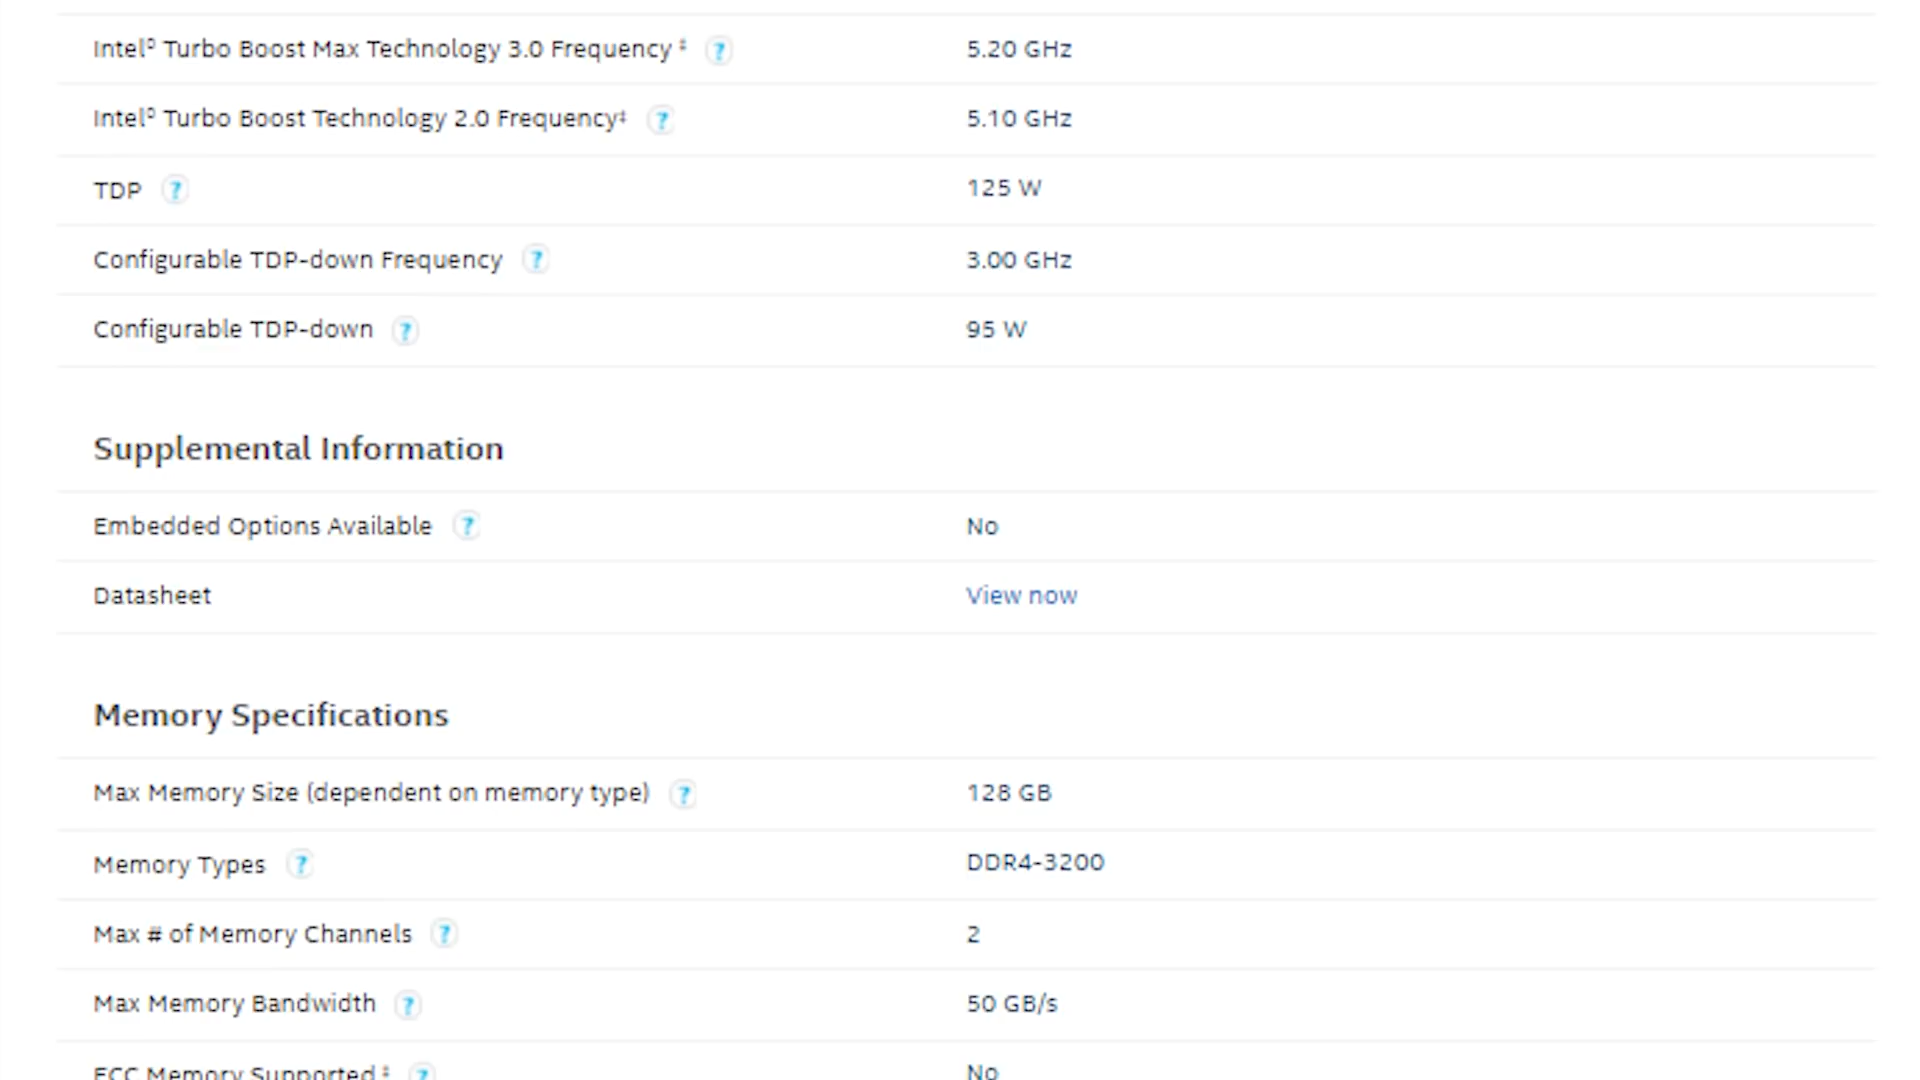 Intel® Turbo Boost Max Technology 3.0 Frequency ‡ ? 5.20 GHz
Intel® Turbo Boost Technology 2.0 Frequency‡ ? 5.10 GHz
TDP ? 125 W
Configurable TDP-down Frequency ? 3.00 GHz
Configurable TDP-down ? 95 W
Supplemental Information
Embedded Options Available ? No
Datasheet View now
Memory Specifications
Max Memory Size (dependent on memory type) ? 128 GB
Memory Types ? DDR4-3200
Max # of Memory Channels ? 2
Max Memory Bandwidth ? 50 GB/s
ECC Memory Supported ‡ ? No